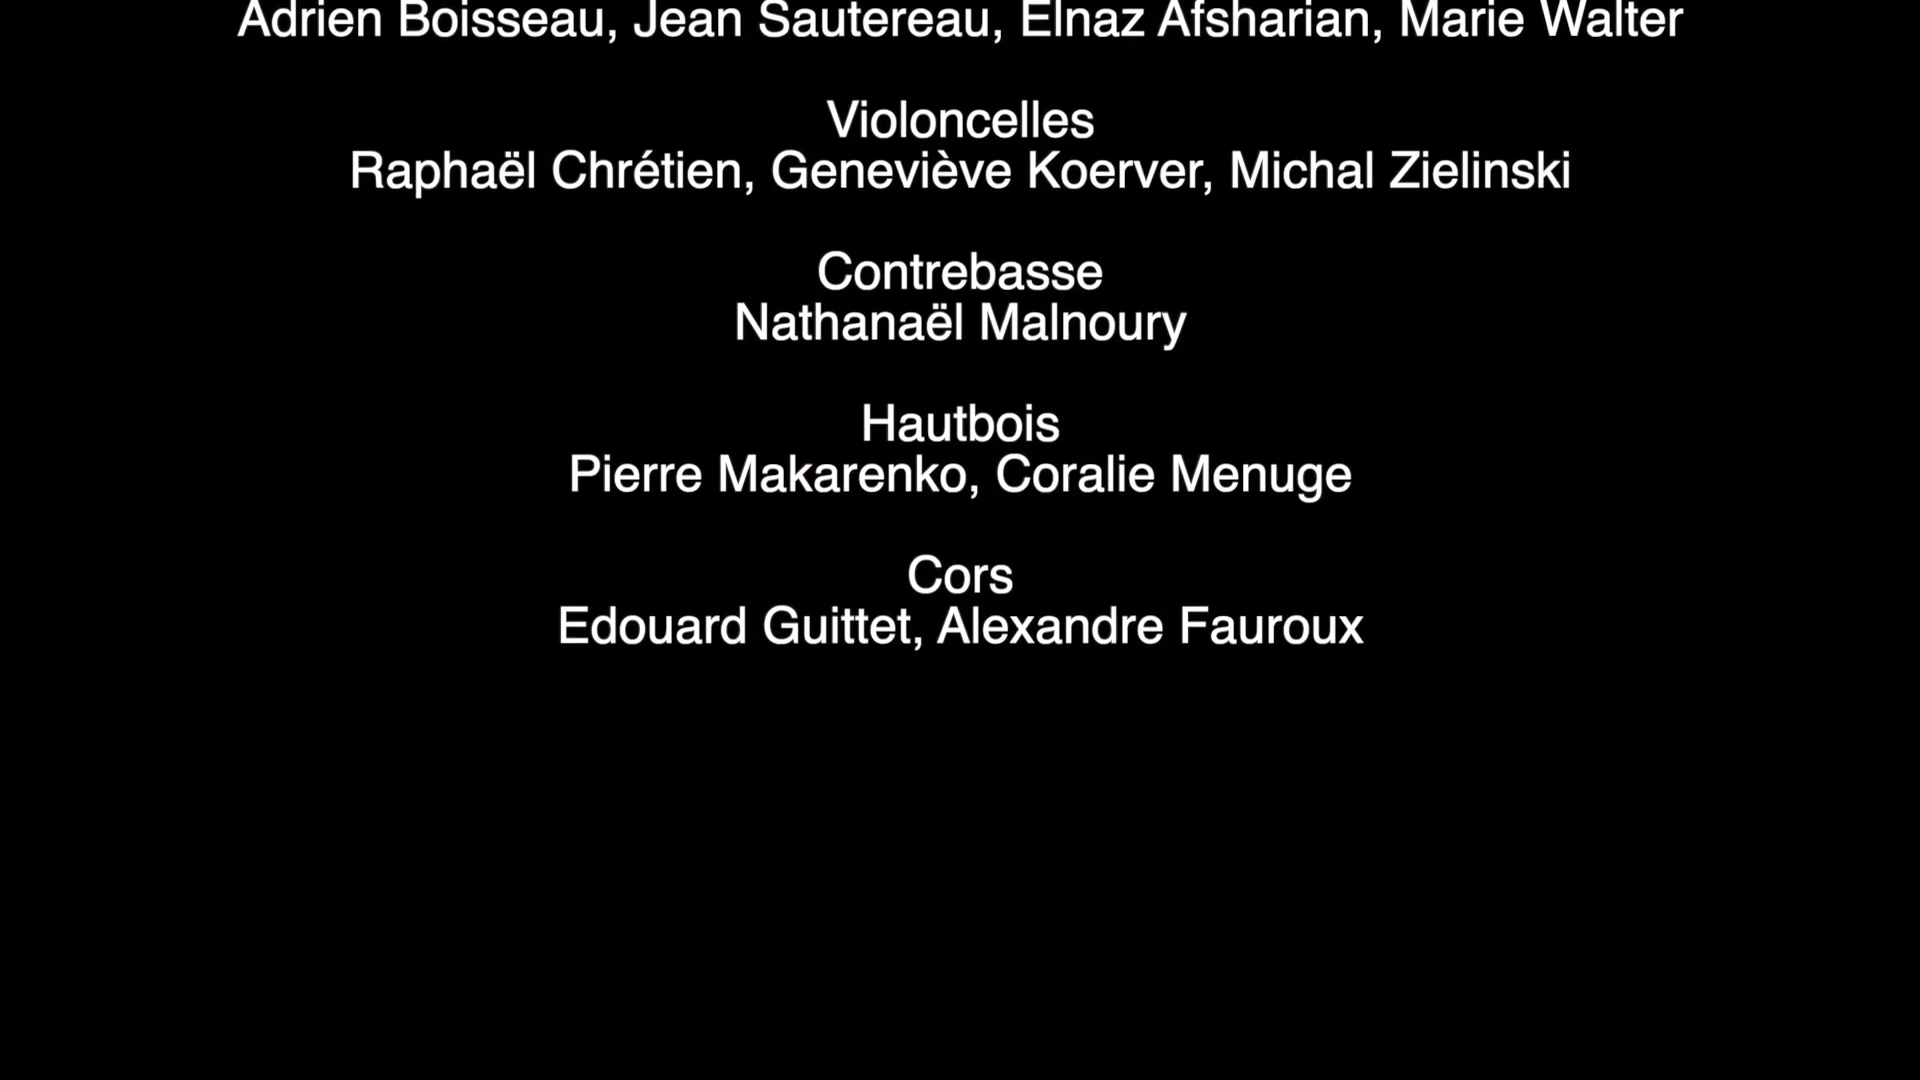 Adrien Boisseau, Jean Sautereau, Elnaz Afsharian, Marie Walter
Violoncelles
Raphaël Chrétien, Geneviève Koerver, Michal Zielinski
Contrebasse
Nathanaël Malnoury
Hautbois
Pierre Makarenko, Coralie Menuge
Cors
Edouard Guittet, Alexandre Fauroux